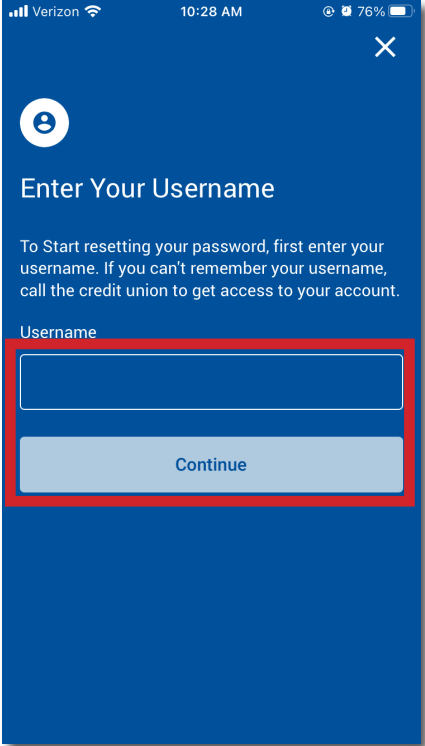 Verizon 10:28 AM 76%
Enter Your Username
To Start resetting your password, first enter your
username. If you can't remember your username,
call the credit union to get access to your account.
Username
Continue